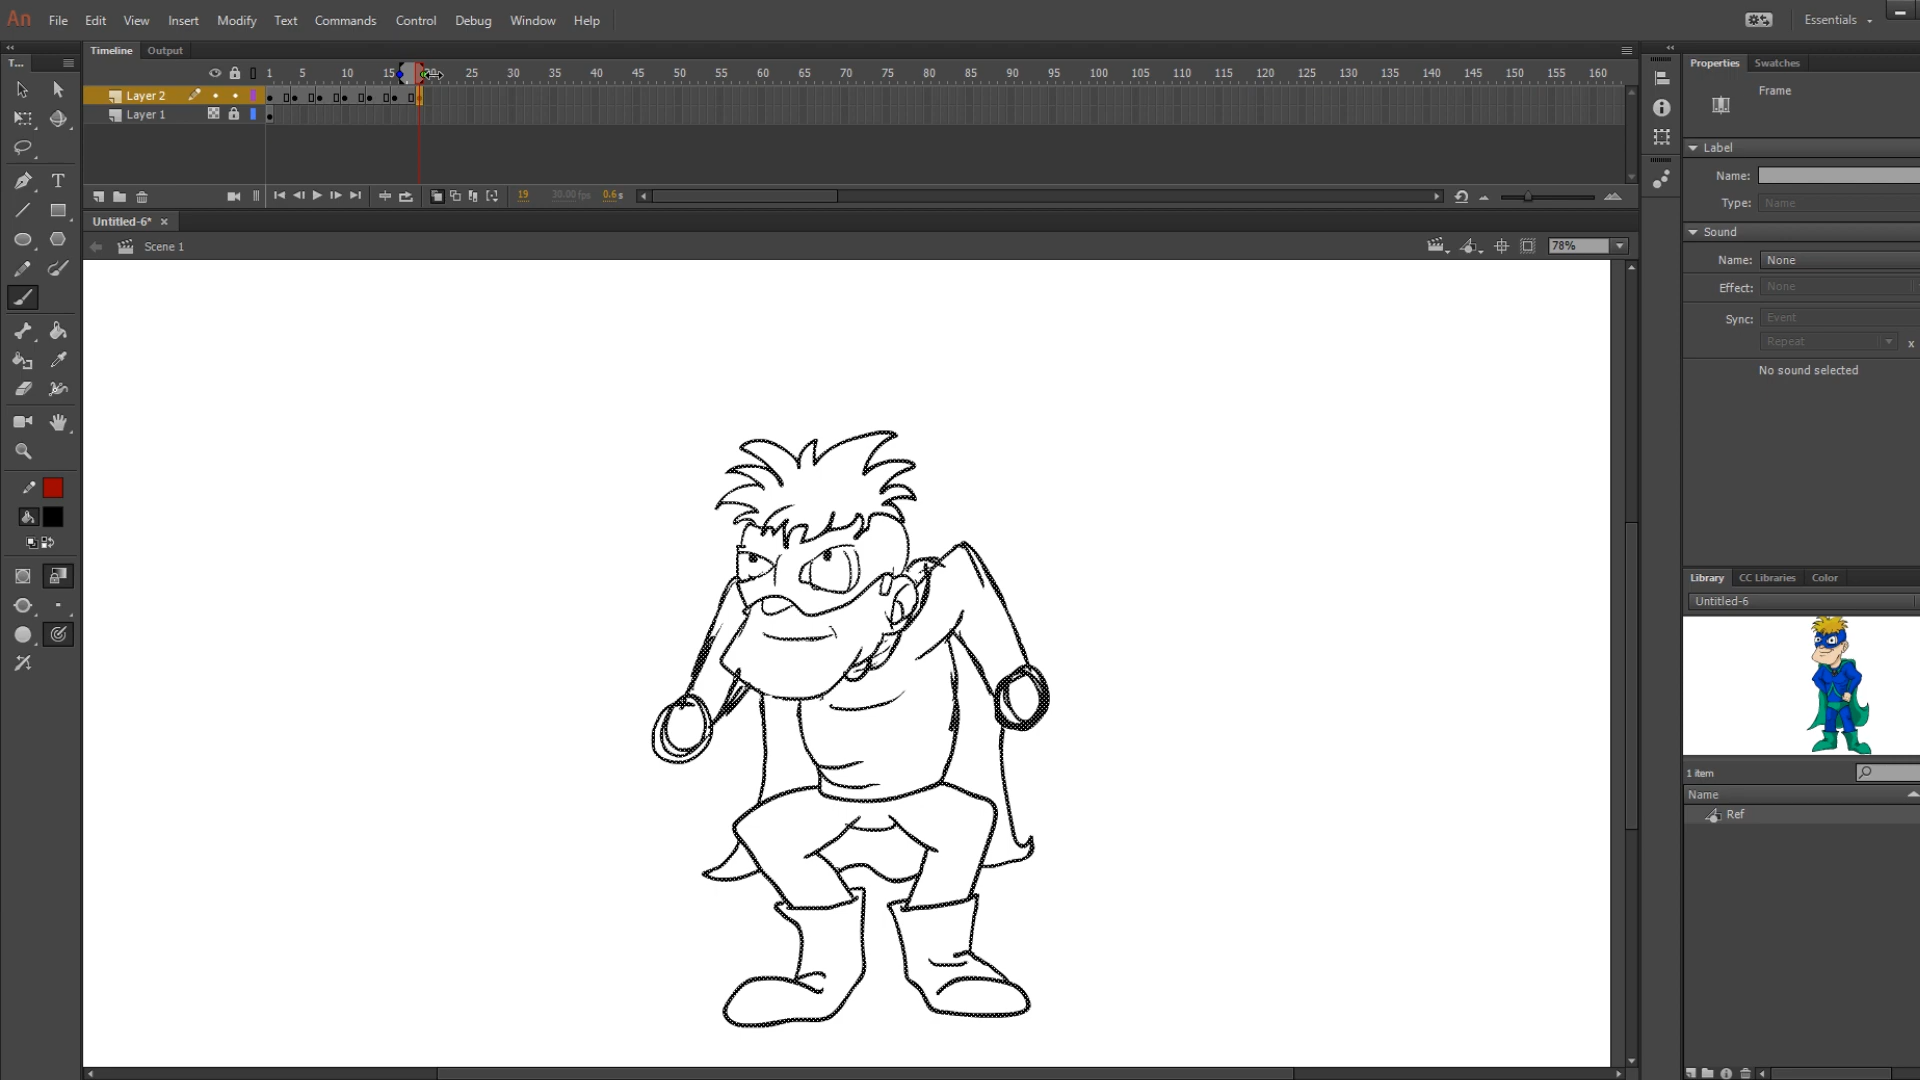 An File Edit View Insert Modify Text Commands Control Debug Window Help Essentials
Timeline Output
T...
1 5 10 15 20 25 30 35 40 45 50 55 60 65 70 75 80 85 90 95 100 105 110 115 120 125 130 135 140 145 150 155 160
Layer 2
Layer 1
19 30.00 fps 0.6 s
Untitled-6* x
Scene 1
78%
T
Properties Swatches
Frame
Label
Name:
Type: Name
Sound
Name: None
Effect: None
Sync: Event
Repeat x
No sound selected
Library CC Libraries Color
Untitled-6
1 item
Name
Ref